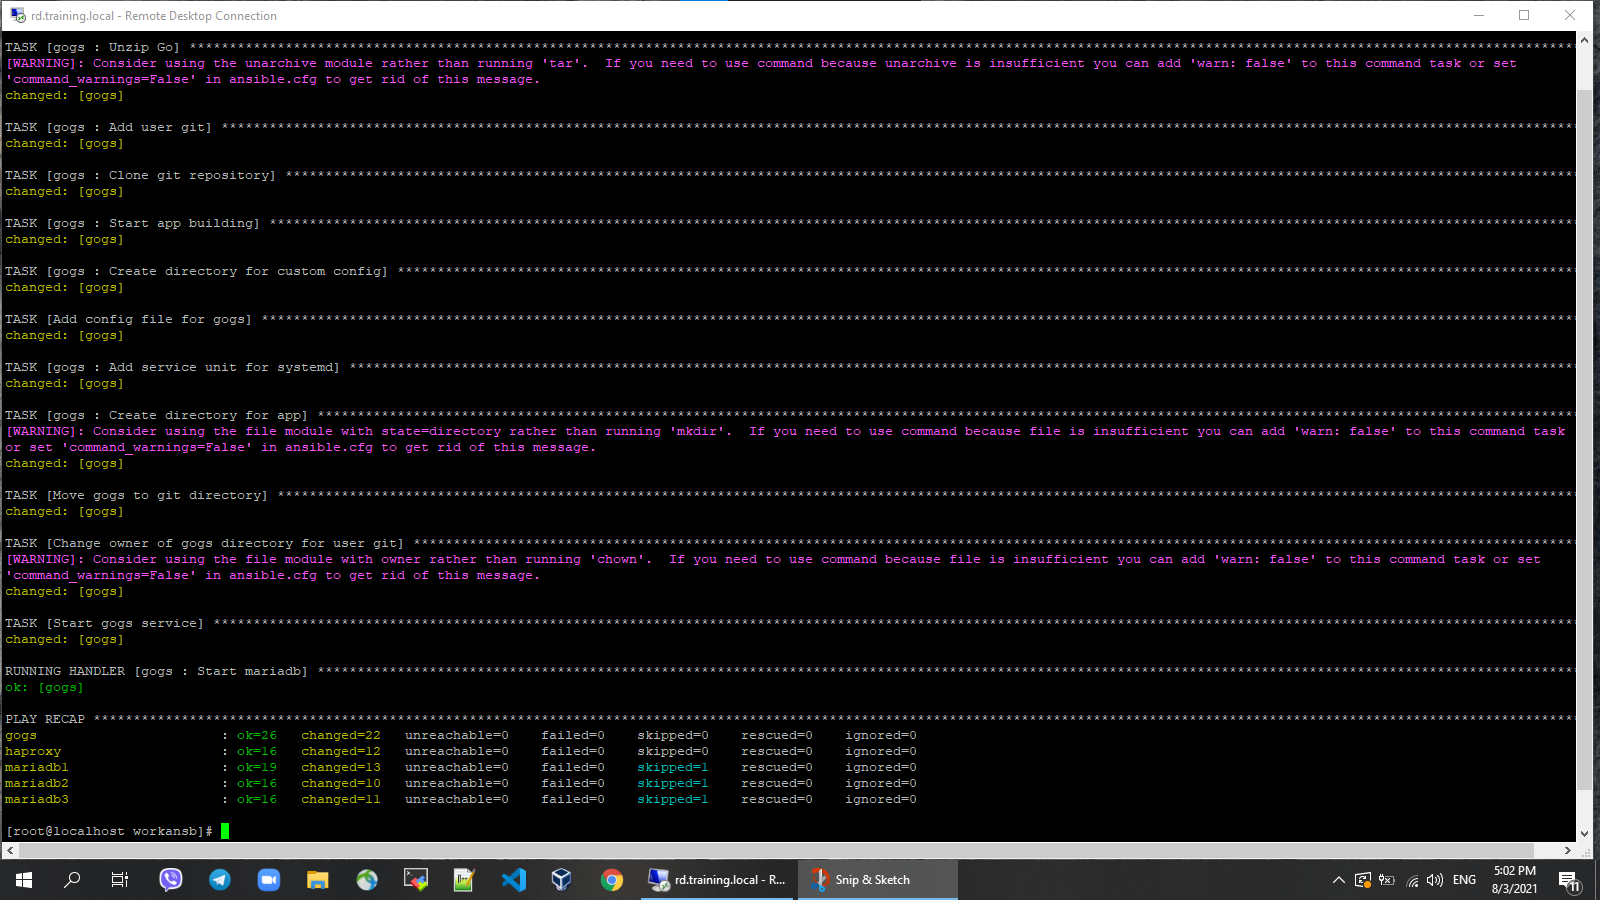 rd.training.local - Remote Desktop Connection
TASK [gogs : Unzip Go] ****************************************************************************************************************************************************************************
[WARNING]: Consider using the unarchive module rather than running 'tar'.  If you need to use command because unarchive is insufficient you can add 'warn: false' to this command task or set
'command_warnings=False' in ansible.cfg to get rid of this message.
changed: [gogs]
TASK [gogs : Add user git] ************************************************************************************************************************************************************************
changed: [gogs]
TASK [gogs : Clone git repository] ****************************************************************************************************************************************************************
changed: [gogs]
TASK [gogs : Start app building] ******************************************************************************************************************************************************************
changed: [gogs]
TASK [gogs : Create directory for custom config] **************************************************************************************************************************************************
changed: [gogs]
TASK [Add config file for gogs] *******************************************************************************************************************************************************************
changed: [gogs]
TASK [gogs : Add service unit for systemd] ********************************************************************************************************************************************************
changed: [gogs]
TASK [gogs : Create directory for app] ************************************************************************************************************************************************************
[WARNING]: Consider using the file module with state=directory rather than running 'mkdir'.  If you need to use command because file is insufficient you can add 'warn: false' to this command task
or set 'command_warnings=False' in ansible.cfg to get rid of this message.
changed: [gogs]
TASK [Move gogs to git directory] *****************************************************************************************************************************************************************
changed: [gogs]
TASK [Change owner of gogs directory for user git] ************************************************************************************************************************************************
[WARNING]: Consider using the file module with owner rather than running 'chown'.  If you need to use command because file is insufficient you can add 'warn: false' to this command task or set
'command_warnings=False' in ansible.cfg to get rid of this message.
changed: [gogs]
TASK [Start gogs service] *************************************************************************************************************************************************************************
changed: [gogs]
RUNNING HANDLER [gogs : Start mariadb] ************************************************************************************************************************************************************
ok: [gogs]
PLAY RECAP ****************************************************************************************************************************************************************************************
gogs : ok=26 changed=22 unreachable=0 failed=0 skipped=0 rescued=0 ignored=0
haproxy : ok=16 changed=12 unreachable=0 failed=0 skipped=0 rescued=0 ignored=0
mariadb1 : ok=19 changed=13 unreachable=0 failed=0 skipped=1 rescued=0 ignored=0
mariadb2 : ok=16 changed=10 unreachable=0 failed=0 skipped=1 rescued=0 ignored=0
mariadb3 : ok=16 changed=11 unreachable=0 failed=0 skipped=1 rescued=0 ignored=0
[root@localhost workansb]#
rd.training.local - R...
Snip & Sketch
ENG
5:02 PM
8/3/2021
11